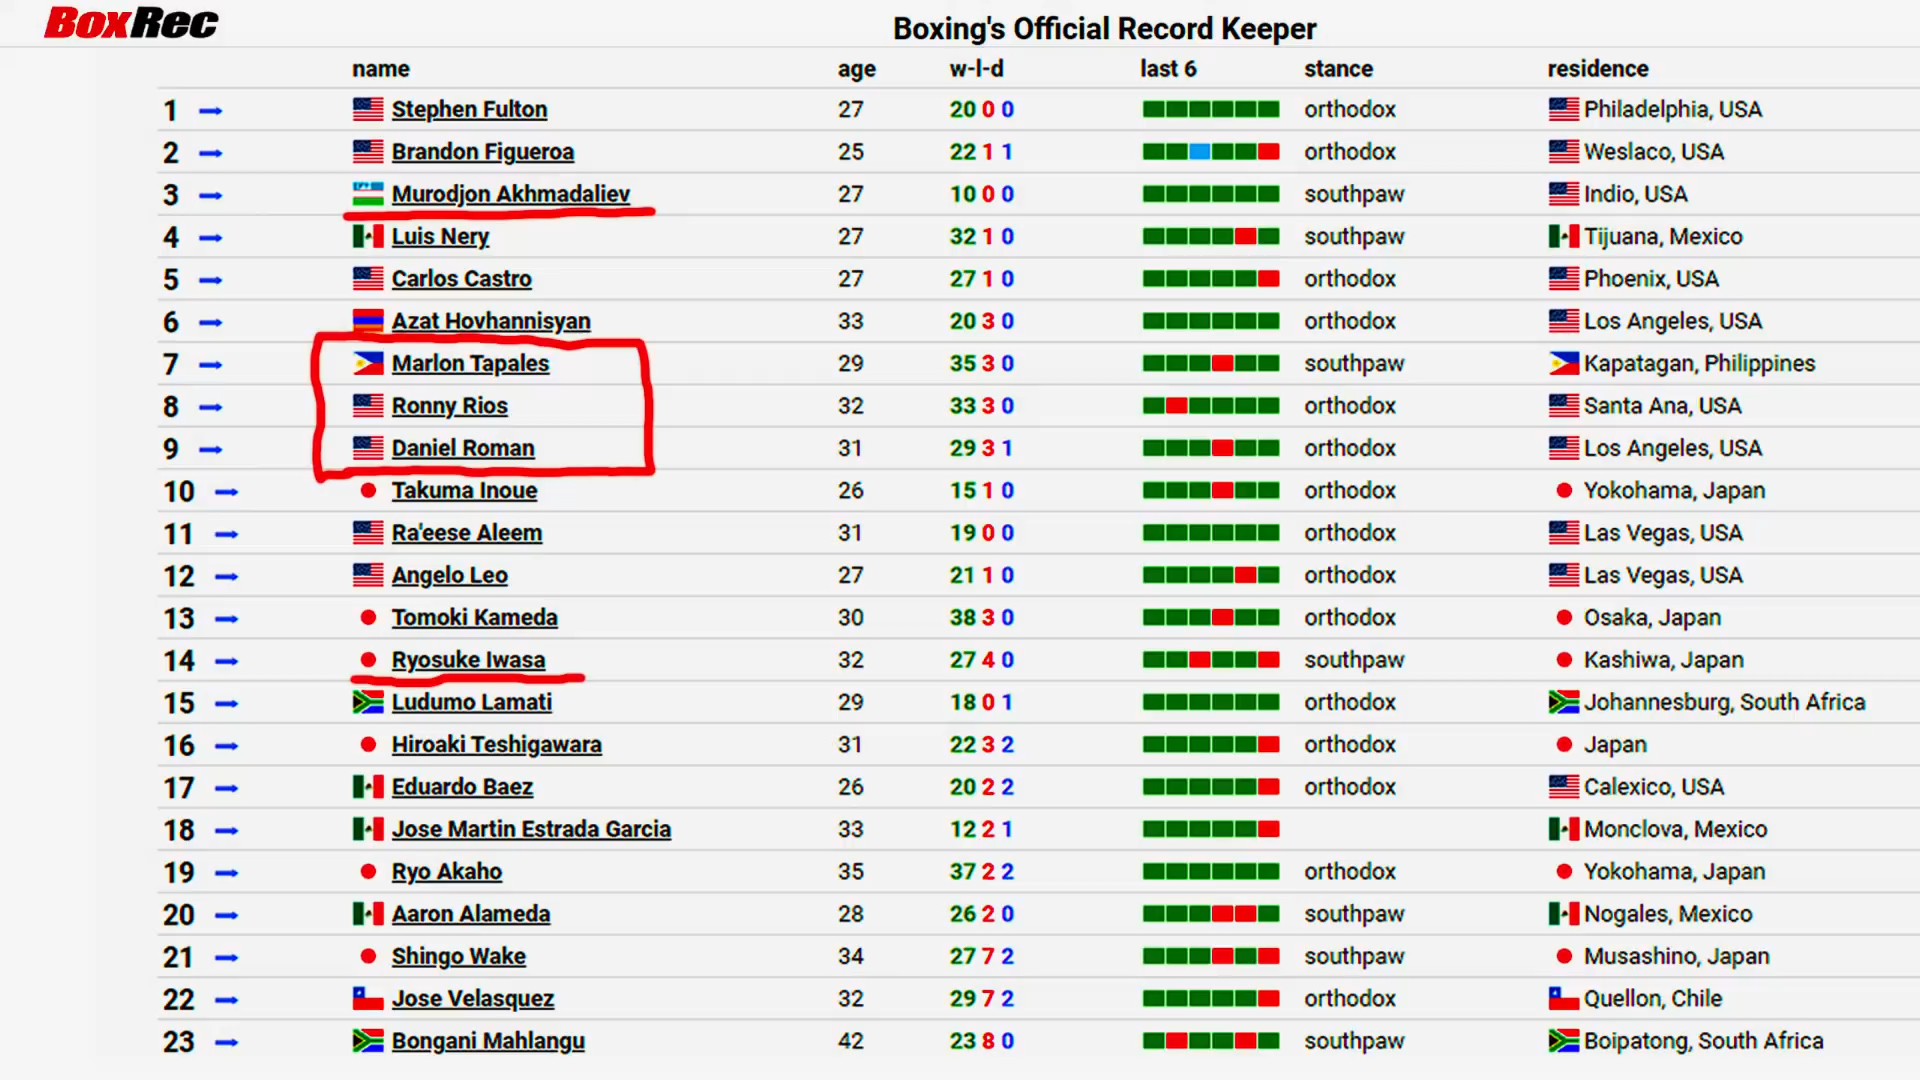 BoxRec
Boxing's Official Record Keeper
name age w-l-d last 6 stance residence
1 Stephen Fulton 27 20 0 0 orthodox Philadelphia, USA
2 Brandon Figueroa 25 22 1 1 orthodox Weslaco, USA
3 Murodjon Akhmadaliev 27 10 0 0 southpaw Indio, USA
4 Luis Nery 27 32 1 0 southpaw Tijuana, Mexico
5 Carlos Castro 27 27 1 0 orthodox Phoenix, USA
6 Azat Hovhannisyan 33 20 3 0 orthodox Los Angeles, USA
7 Marlon Tapales 29 35 3 0 southpaw Kapatagan, Philippines
8 Ronny Rios 32 33 3 0 orthodox Santa Ana, USA
9 Daniel Roman 31 29 3 1 orthodox Los Angeles, USA
10 Takuma Inoue 26 15 1 0 orthodox Yokohama, Japan
11 Ra'eese Aleem 31 19 0 0 orthodox Las Vegas, USA
12 Angelo Leo 27 21 1 0 orthodox Las Vegas, USA
13 Tomoki Kameda 30 38 3 0 orthodox Osaka, Japan
14 Ryosuke Iwasa 32 27 4 0 southpaw Kashiwa, Japan
15 Ludumo Lamati 29 18 0 1 orthodox Johannesburg, South Africa
16 Hiroaki Teshigawara 31 22 3 2 orthodox Japan
17 Eduardo Baez 26 20 2 2 orthodox Calexico, USA
18 Jose Martin Estrada Garcia 33 12 2 1 Monclova, Mexico
19 Ryo Akaho 35 37 2 2 orthodox Yokohama, Japan
20 Aaron Alameda 28 26 2 0 southpaw Nogales, Mexico
21 Shingo Wake 34 27 7 2 southpaw Musashino, Japan
22 Jose Velasquez 32 29 7 2 orthodox Quellon, Chile
23 Bongani Mahlangu 42 23 8 0 southpaw Boipatong, South Africa